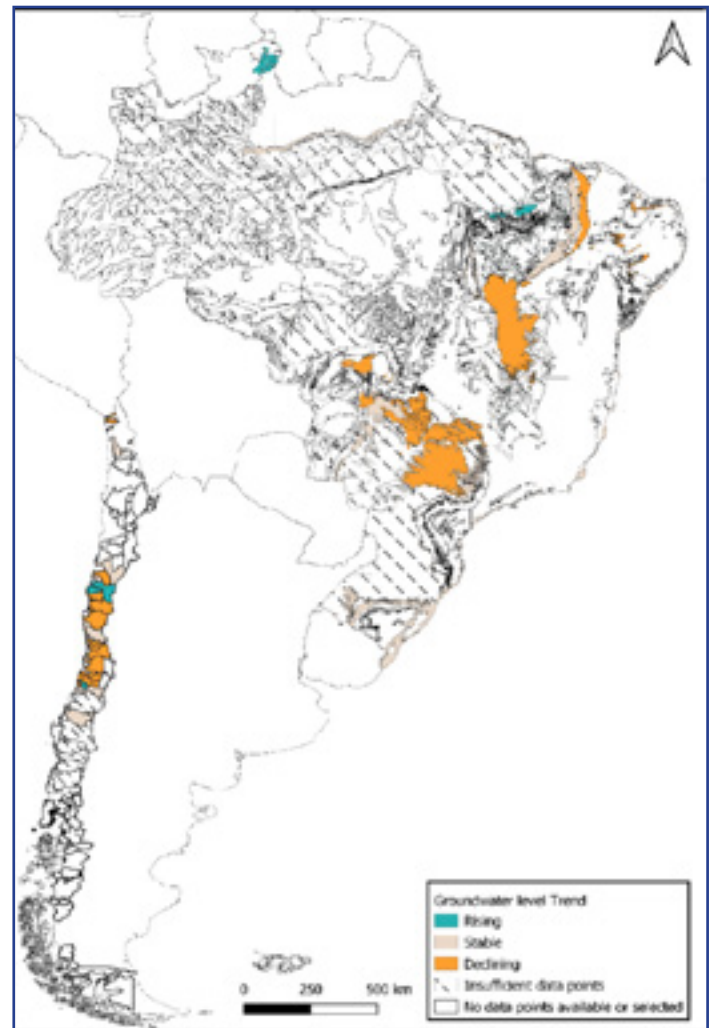 Groundwater level Trend
Rising
Stable
Declining
Insufficient data points
No data points available or selected
0 250 500 km